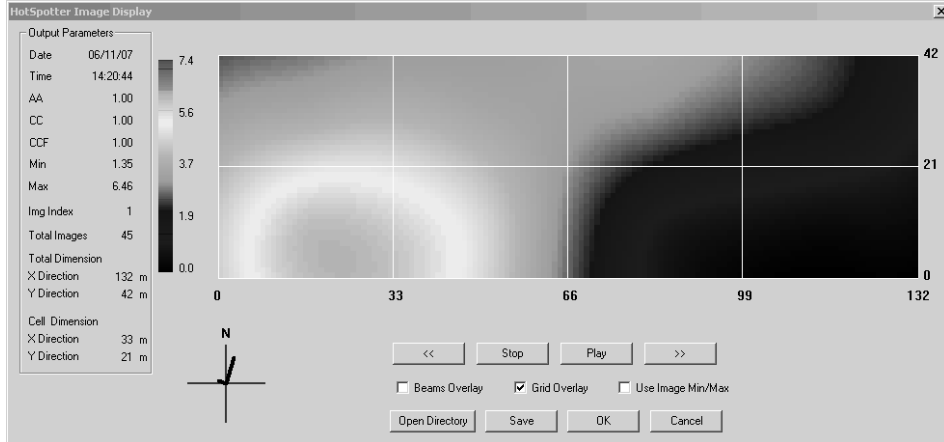 HotSpotter Image Display
Output Parameters
Date 06/11/07
Time 14:20:44
AA 1.00
CC 1.00
CCF 1.00
Min 1.35
Max 6.46
Img Index 1
Total Images 45
Total Dimension
X Direction 132 m
Y Direction 42 m
Cell Dimension
X Direction 33 m
Y Direction 21 m
7.4
5.6
3.7
1.9
0.0
42
21
0
0 33 66 99 132
N
<< Stop Play >>
Beams Overlay Grid Overlay Use Image Min/Max
Open Directory Save OK Cancel